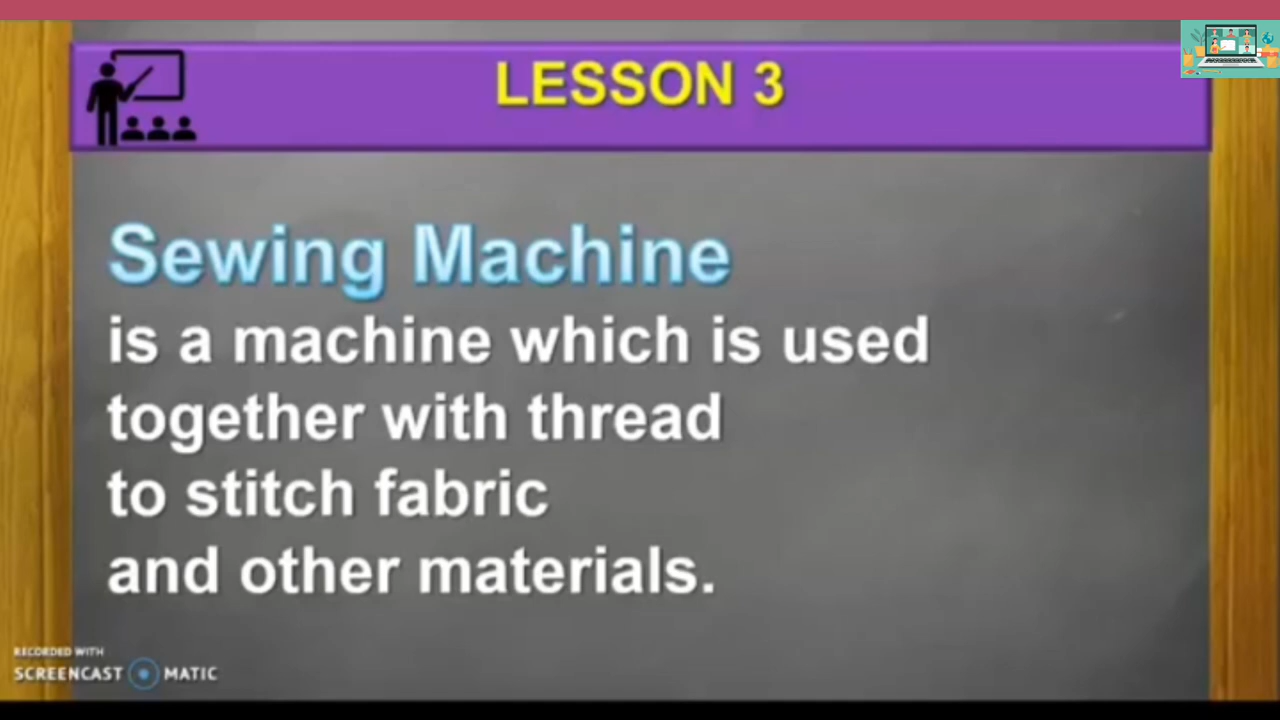 LESSON 3
Sewing Machine
is a machine which is used
together with thread
to stitch fabric
and other materials.
RECORDED WITH
SCREENCAST MATIC